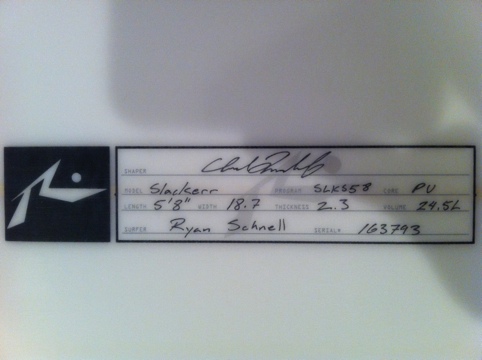 SHAPER
MODEL Slackerr PROGRAM SLKS58 CORE PU
LENGTH 5'8" WIDTH 18.7 THICKNESS 2.3 VOLUME 24.5L
SURFER Ryan Schnell SERIAL# 163793